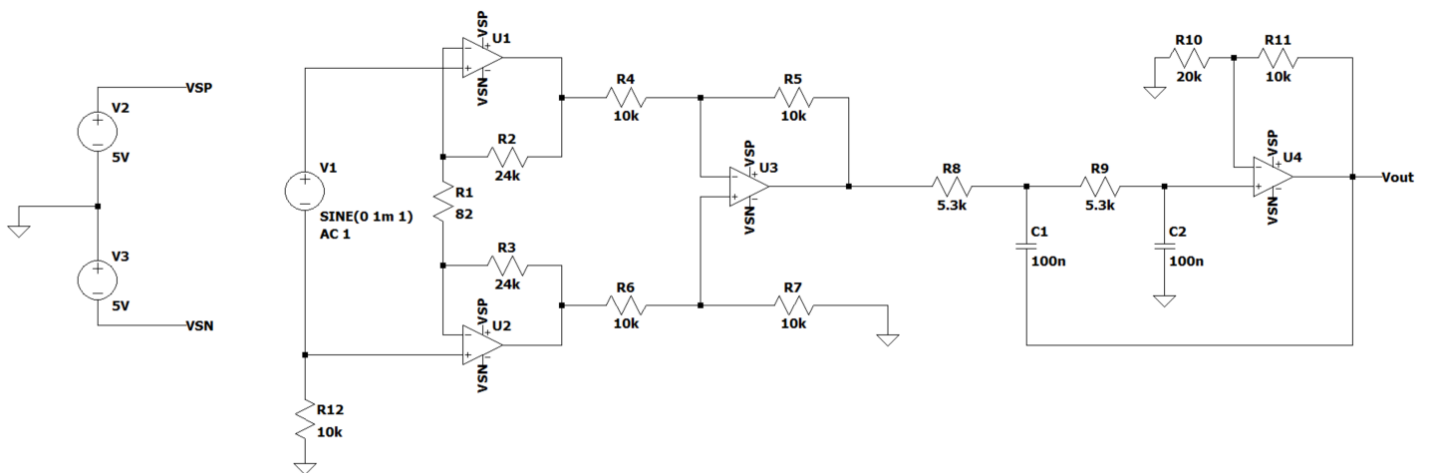 VSP
V2
5V
V3
5V
VSN
V1
SINE(0 1m 1)
AC 1
R12
10k
VSP
U1
VSN
R2
24k
R1
82
R3
24k
VSP
U2
VSN
R4
10k
R5
10k
VSP
U3
VSN
R6
10k
R7
10k
R8
5.3k
R9
5.3k
C1
100n
C2
100n
R10
20k
R11
10k
VSP
U4
VSN
Vout